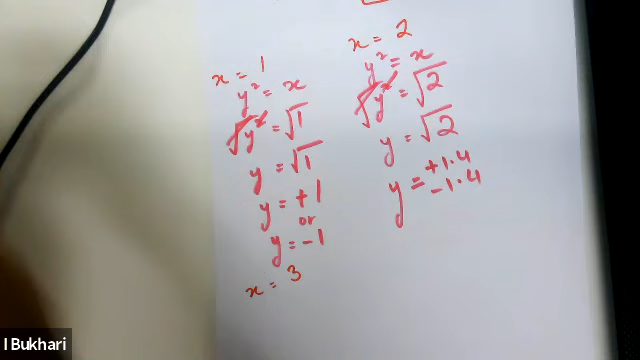 x = 1
y² = x
√y² = √1
y = √1
y = +1
or
y = -1
x = 3
x = 2
y² = x
√y² = √2
y = √2
y = +1.4
-1.4
I Bukhari